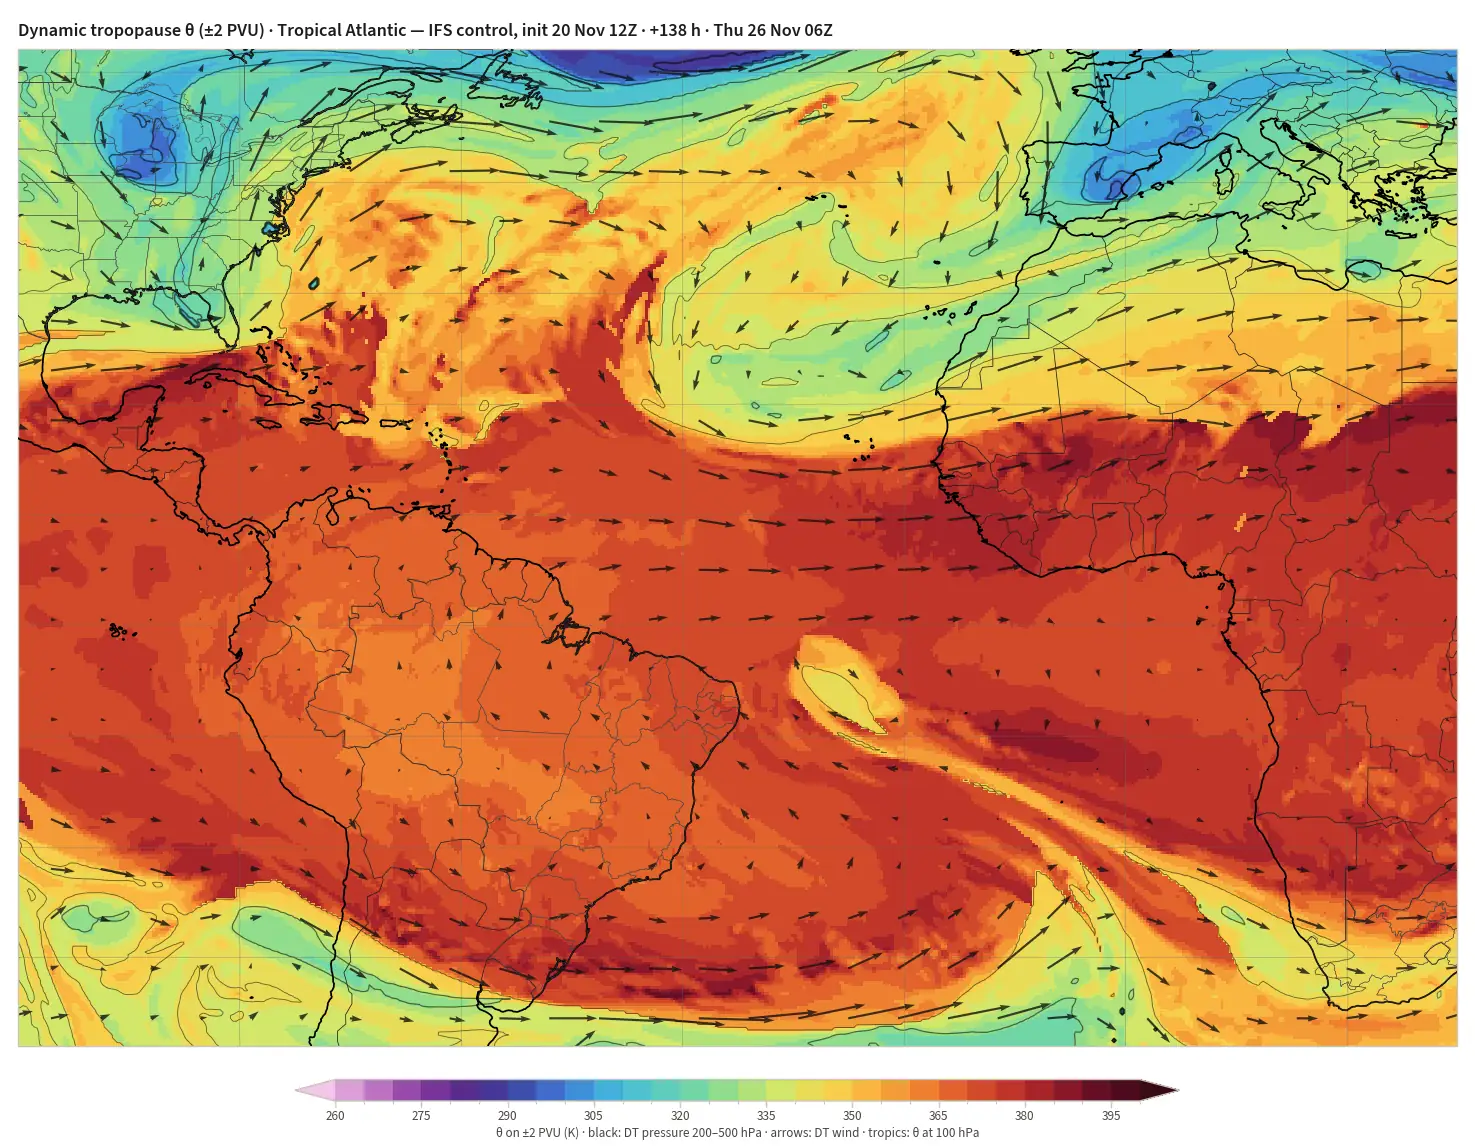 Dynamic tropopause θ (±2 PVU) · Tropical Atlantic — IFS control, init 20 Nov 12Z · +138 h · Thu 26 Nov 06Z
260 275 290 305 320 335 350 365 380 395
θ on ±2 PVU (K) · black: DT pressure 200–500 hPa · arrows: DT wind · tropics: θ at 100 hPa